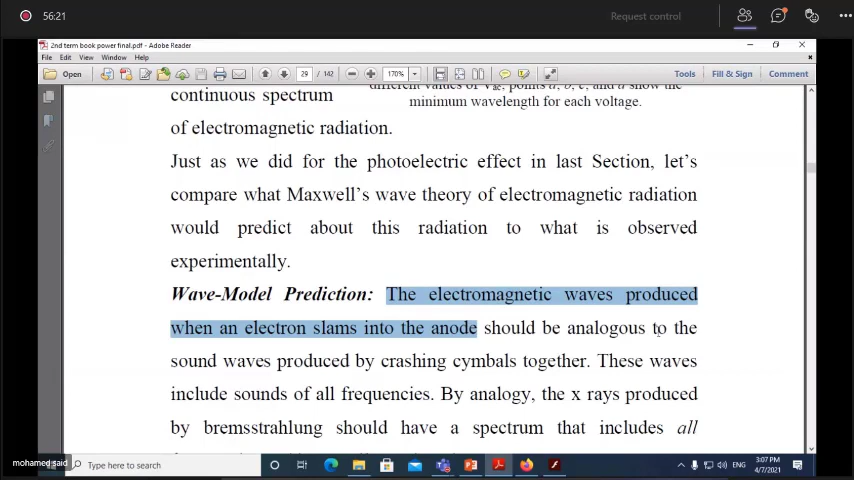 56:21
Request control
2nd term book power final.pdf - Adobe Reader
File Edit View Window Help
Open 29 / 142 170% Tools Fill & Sign Comment
continuous spectrum
minimum wavelength for each voltage.
of electromagnetic radiation.
Just as we did for the photoelectric effect in last Section, let's
compare what Maxwell's wave theory of electromagnetic radiation
would predict about this radiation to what is observed
experimentally.
Wave-Model Prediction: The electromagnetic waves produced
when an electron slams into the anode should be analogous to the
sound waves produced by crashing cymbals together. These waves
include sounds of all frequencies. By analogy, the x rays produced
by bremsstrahlung should have a spectrum that includes all
mohamed said
Type here to search
ENG
3:07 PM
4/7/2021